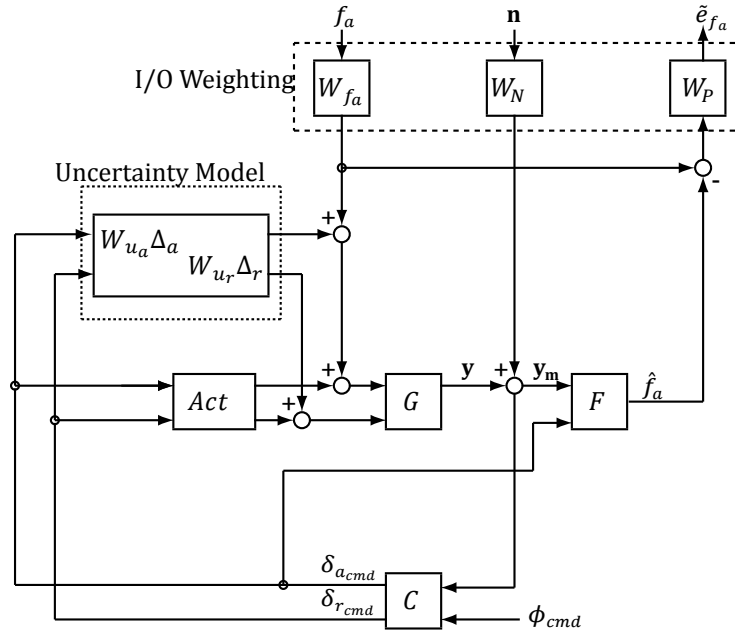 f_a n ẽ_{f_a}
I/O Weighting W_{f_a} W_N W_P
-
Uncertainty Model
+
W_{u_a}Δ_a
W_{u_r}Δ_r
+ y + y_m
+
Act G F f̂_a
δ_{a_{cmd}}
δ_{r_{cmd}} C ϕ_{cmd}